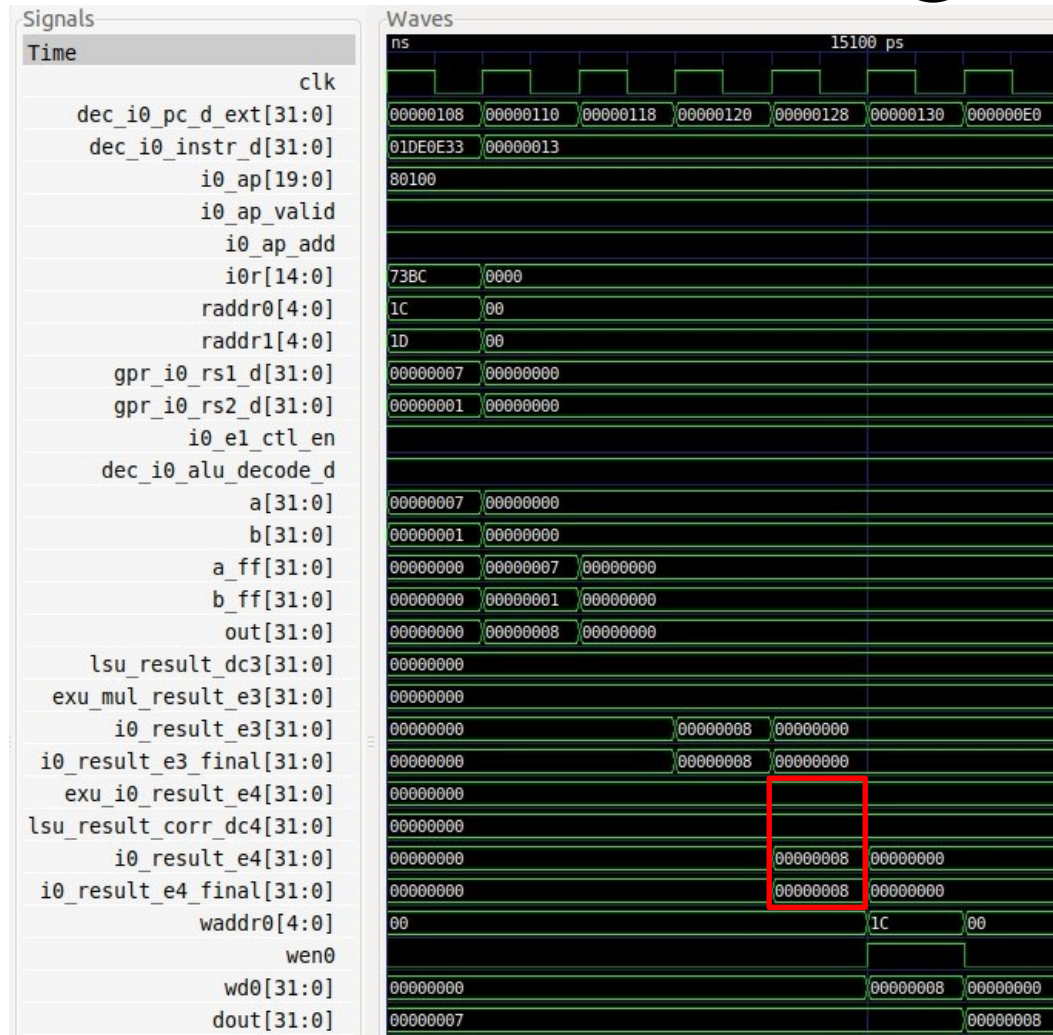 Signals
Waves
Time
ns 15100 ps
clk
dec_i0_pc_d_ext[31:0] 00000108 00000110 00000118 00000120 00000128 00000130 000000E0
dec_i0_instr_d[31:0] 01DE0E33 00000013
i0_ap[19:0] 80100
i0_ap_valid
i0_ap_add
i0r[14:0] 73BC 0000
raddr0[4:0] 1C 00
raddr1[4:0] 1D 00
gpr_i0_rs1_d[31:0] 00000007 00000000
gpr_i0_rs2_d[31:0] 00000001 00000000
i0_e1_ctl_en
dec_i0_alu_decode_d
a[31:0] 00000007 00000000
b[31:0] 00000001 00000000
a_ff[31:0] 00000000 00000007 00000000
b_ff[31:0] 00000000 00000001 00000000
out[31:0] 00000000 00000008 00000000
lsu_result_dc3[31:0] 00000000
exu_mul_result_e3[31:0] 00000000
i0_result_e3[31:0] 00000000 00000008 00000000
i0_result_e3_final[31:0] 00000000 00000008 00000000
exu_i0_result_e4[31:0] 00000000
lsu_result_corr_dc4[31:0] 00000000
i0_result_e4[31:0] 00000000 00000008 00000000
i0_result_e4_final[31:0] 00000000 00000008 00000000
waddr0[4:0] 00 1C 00
wen0
wd0[31:0] 00000000 00000008 00000000
dout[31:0] 00000007 00000008